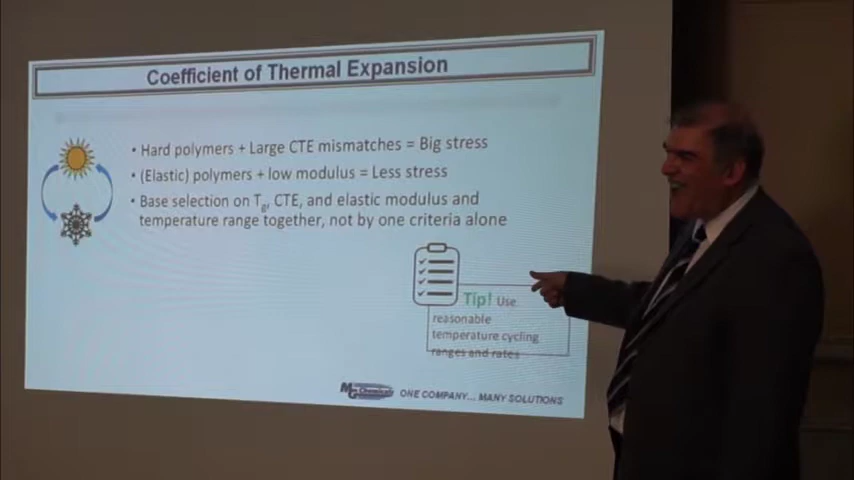 Coefficient of Thermal Expansion
• Hard polymers + Large CTE mismatches = Big stress
• (Elastic) polymers + low modulus = Less stress
• Base selection on Tg, CTE, and elastic modulus and
temperature range together, not by one criteria alone
Tip! Use
reasonable
temperature cycling
ranges and rates
MG Chemicals ONE COMPANY... MANY SOLUTIONS